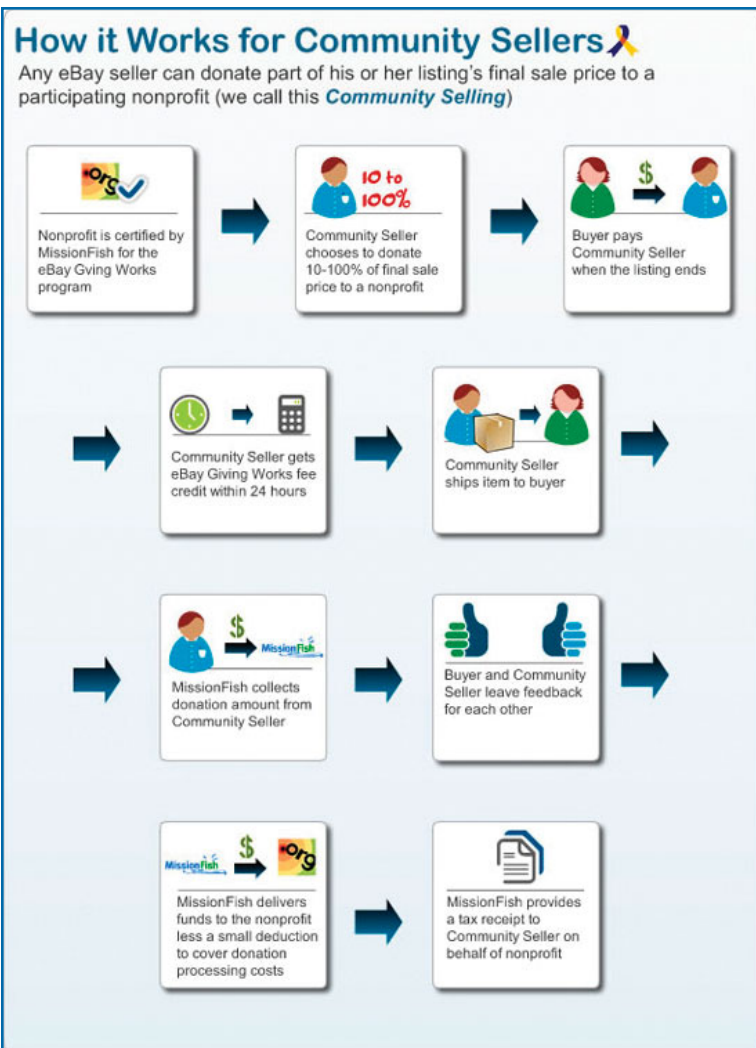 How it Works for Community Sellers
Any eBay seller can donate part of his or her listing's final sale price to a
participating nonprofit (we call this Community Selling)
org
Nonprofit is certified by
MissionFish for the
eBay Gving Works
program
10 to
100%
Community Seller
chooses to donate
10-100% of final sale
price to a nonprofit
$
Buyer pays
Community Seller
when the listing ends
Community Seller gets
eBay Giving Works fee
credit within 24 hours
Community Seller
ships item to buyer
$
MissionFish
MissionFish collects
donation amount from
Community Seller
Buyer and Community
Seller leave feedback
for each other
MissionFish
$
org
MissionFish delivers
funds to the nonprofit
less a small deduction
to cover donation
processing costs
MissionFish provides
a tax receipt to
Community Seller on
behalf of nonprofit